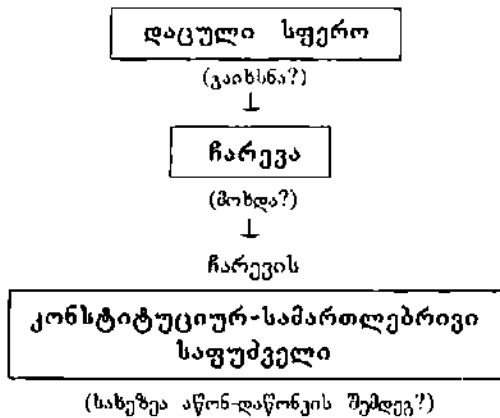 დაცული სფერო
(გაიხსნა?)
ჩარევა
(მოხდა?)
ჩარევის
კონსტიტუციურ-სამართლებრივი
საფუძველი
(სახეზეა აწონ-დაწონვის შემდეგ?)